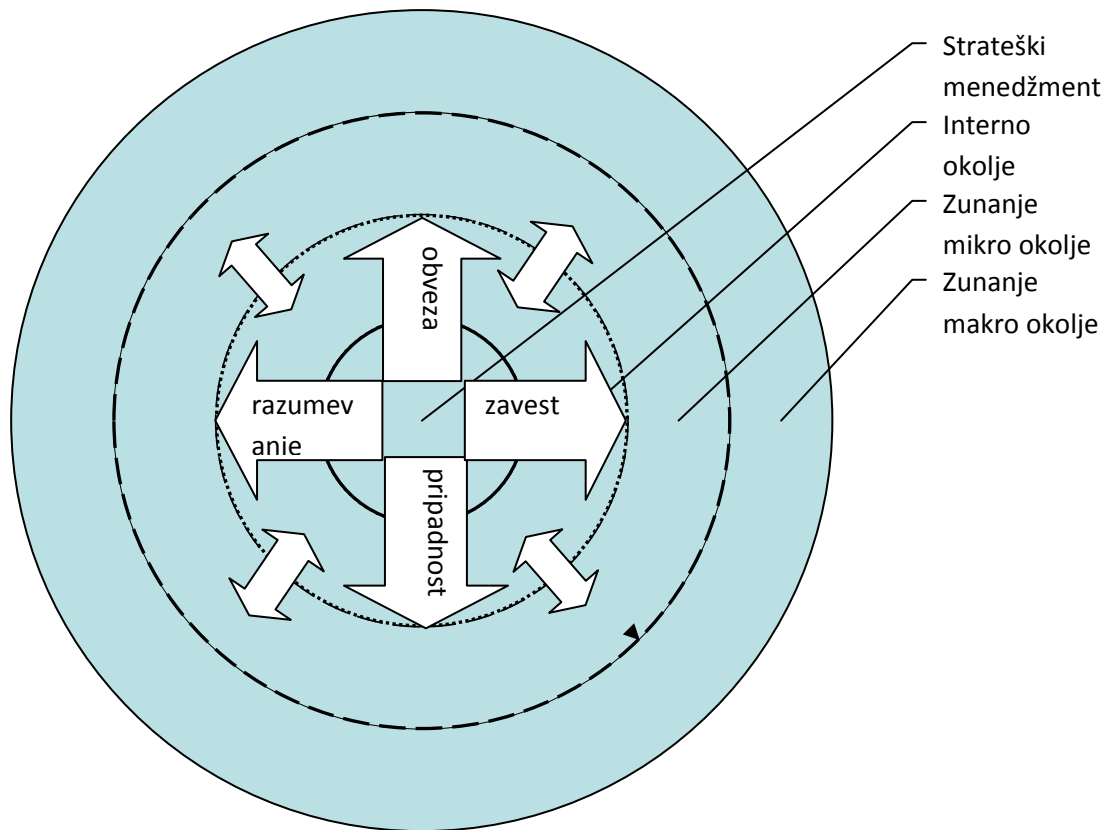 Strateški
menedžment
Interno
okolje
Zunanje
mikro okolje
Zunanje
makro okolje
obveza
razumev
anje
zavest
pripadnost